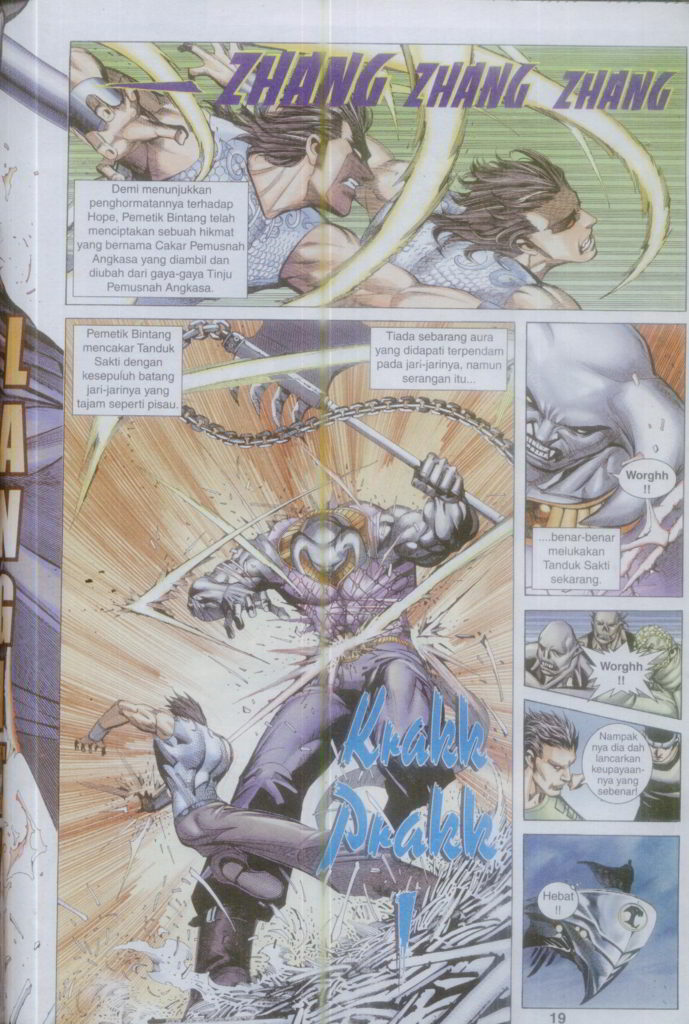 ZHANG ZHANG ZHANG
Demi menunjukkan
penghormatannya terhadap
Hope, Pemetik Bintang telah
menciptakan sebuah hikmat
yang bernama Cakar Pemusnah
Angkasa yang diambil dan
diubah dari gaya-gaya Tinju
Pemusnah Angkasa.
Pemetik Bintang
mencakar Tanduk
Sakti dengan
kesepuluh batang
jari-jarinya yang
tajam seperti pisau.
Tiada sebarang aura
yang didapati terpendam
pada jari-jarinya, namun
serangan itu...
Krakk
Prakk
!
Worghh
!!
....benar-benar
melukakan
Tanduk Sakti
sekarang.
Worghh
!!
Nampak
nya dia dah
lancarkan
keupayaan-
nya yang
sebenar!
Hebat
!!
19